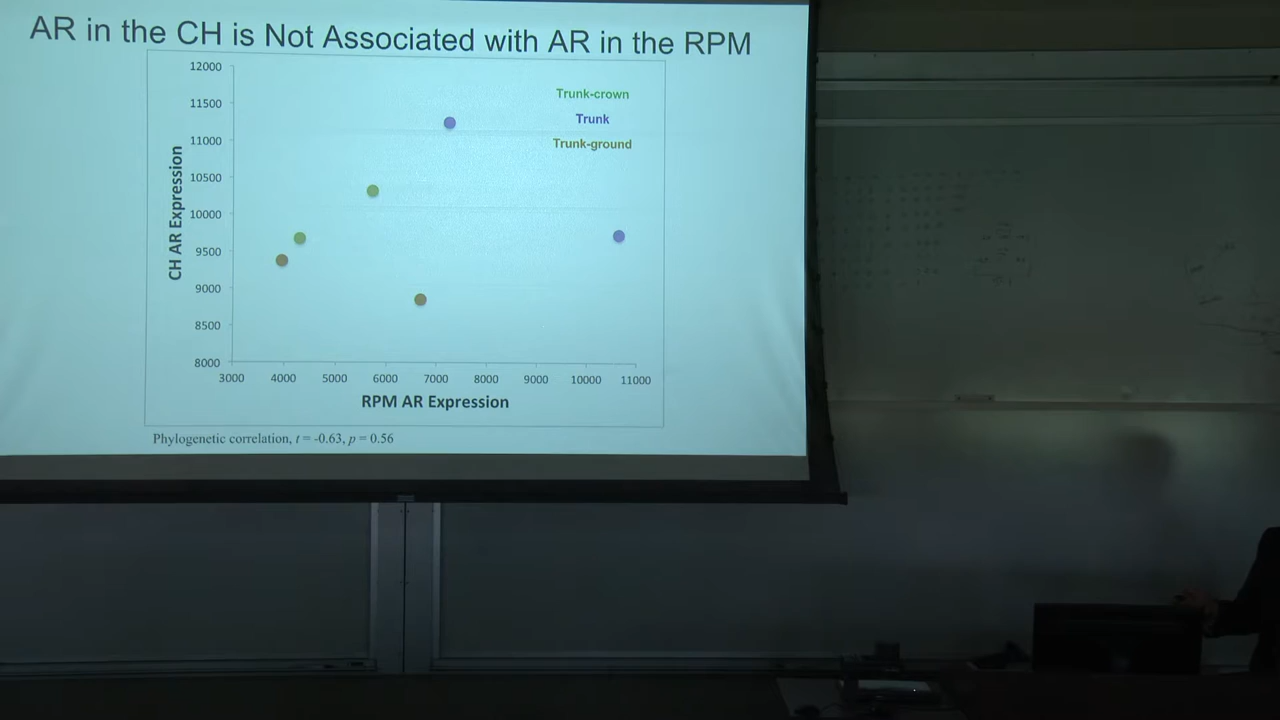 AR in the CH is Not Associated with AR in the RPM
12000
11500
11000
10500
10000
9500
9000
8500
8000
CH AR Expression
Trunk-crown
Trunk
Trunk-ground
3000 4000 5000 6000 7000 8000 9000 10000 11000
RPM AR Expression
Phylogenetic correlation, t = -0.63, p = 0.56